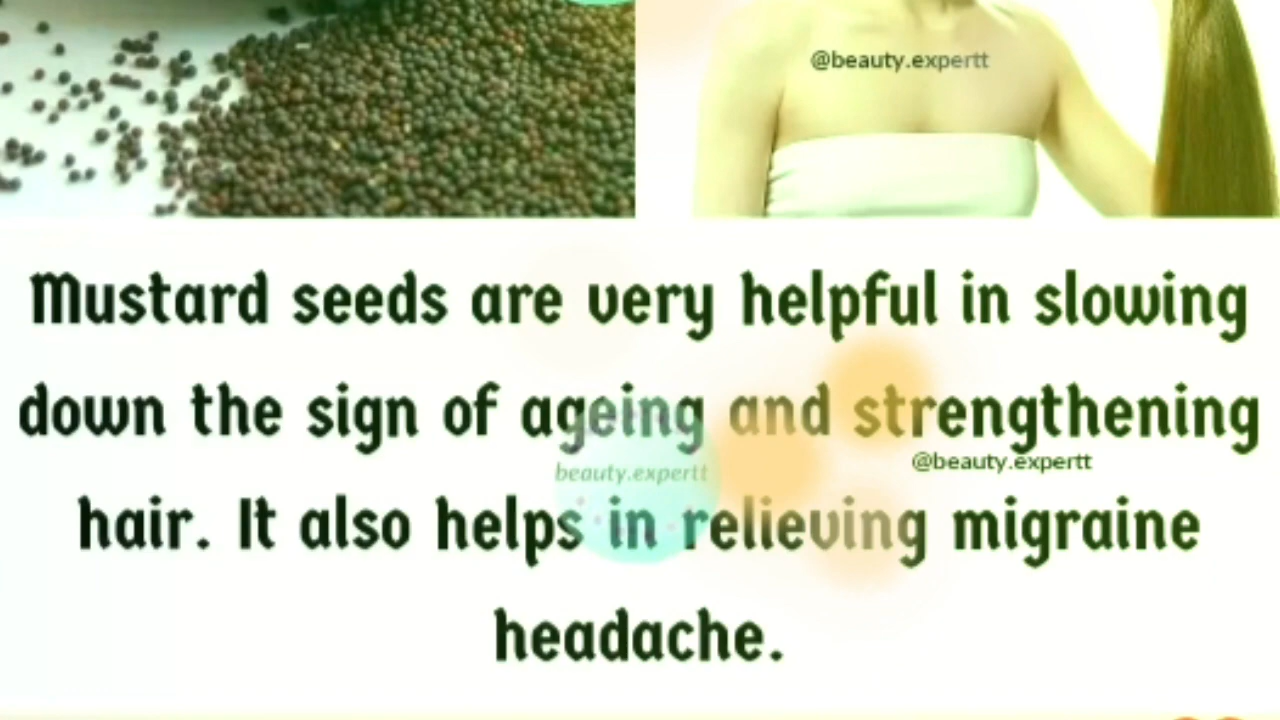 @beauty.expertt
Mustard seeds are very helpful in slowing
down the sign of ageing and strengthening
@beauty.expertt
beauty.expertt
hair. It also helps in relieving migraine
headache.